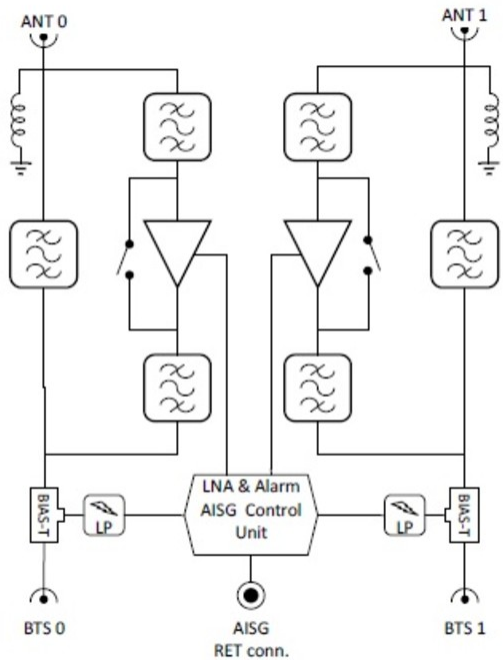 ANT 0
ANT 1
LNA & Alarm
AISG Control
Unit
BIAS-T
LP
LP
BIAS-T
BTS 0
AISG
RET conn.
BTS 1